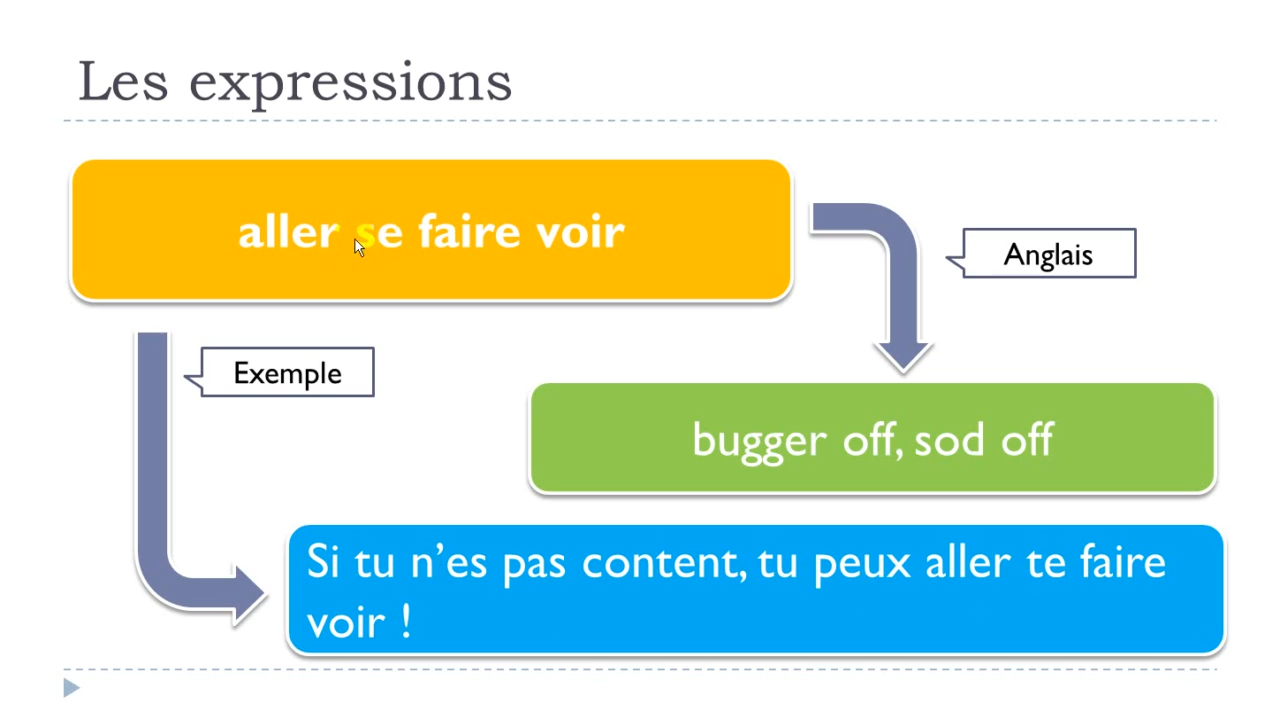 Les expressions
aller se faire voir
Anglais
Exemple
bugger off, sod off
Si tu n’es pas content, tu peux aller te faire
voir !